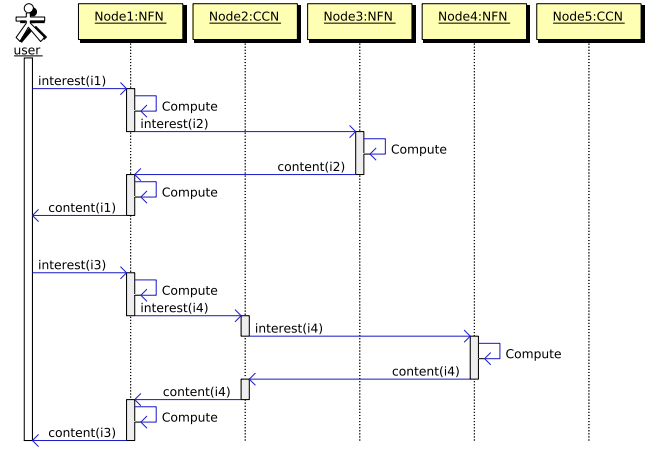 Node1:NFN Node2:CCN Node3:NFN Node4:NFN Node5:CCN
user
interest(i1)
Compute
interest(i2)
Compute
content(i2)
Compute
content(i1)
interest(i3)
Compute
interest(i4)
interest(i4)
Compute
content(i4)
content(i4)
Compute
content(i3)